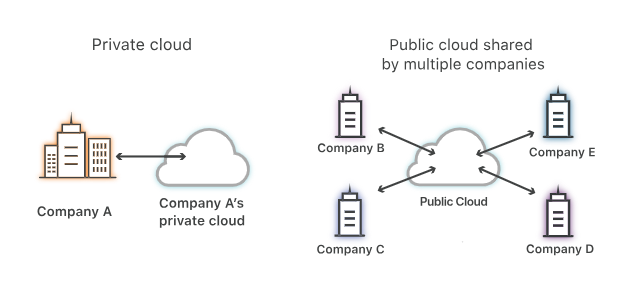 Private cloud
Company A
Company A's
private cloud
Public cloud shared
by multiple companies
Company B
Company E
Public Cloud
Company C
Company D